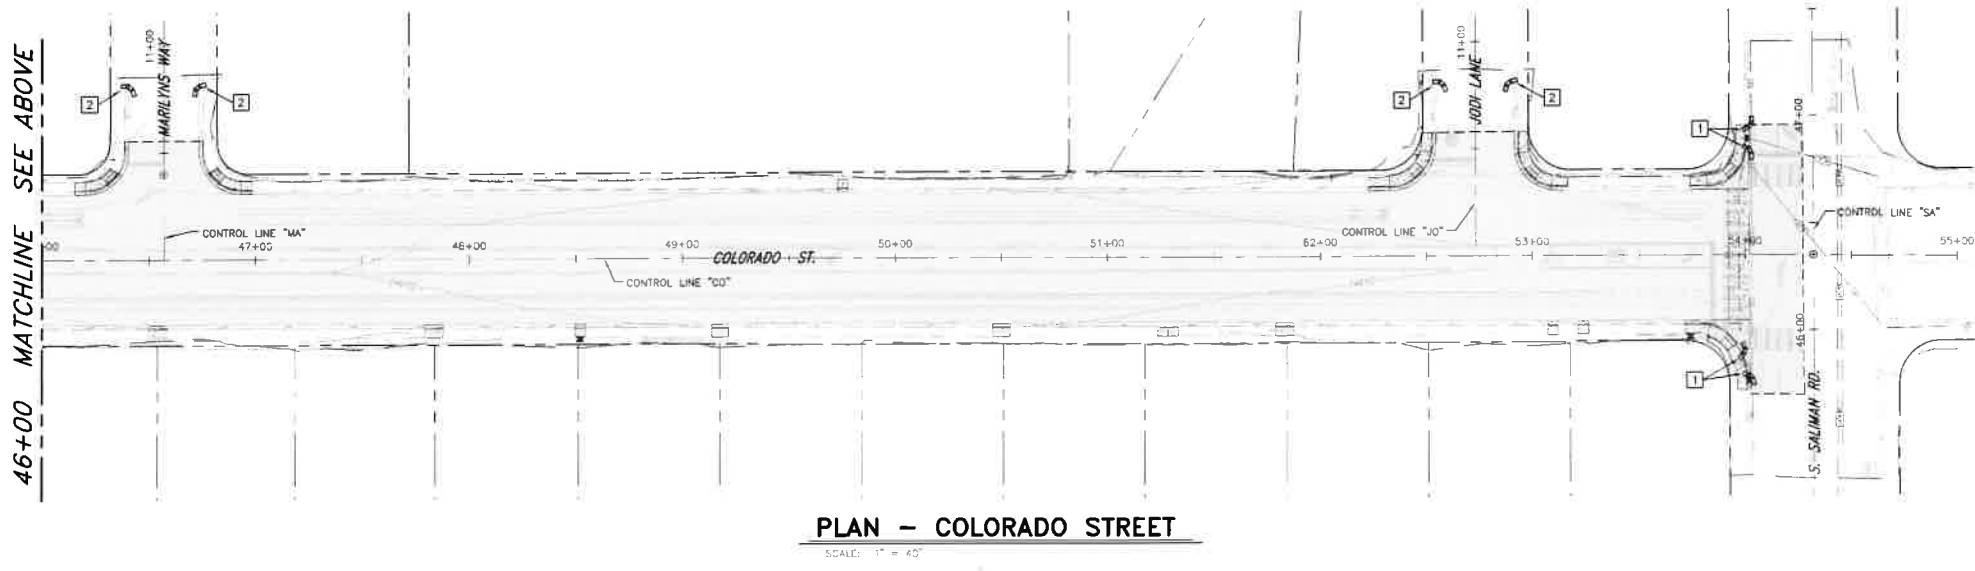 46+00 MATCHLINE SEE ABOVE
11+00
MARILYNS WAY
2
2
CONTROL LINE "MA"
11+00
JODI LANE
2
2
CONTROL LINE "JO"
1
47+00
CONTROL LINE "SA"
47+00
48+00
49+00
50+00
51+00
52+00
53+00
54+00
55+00
COLORADO ST.
CONTROL LINE "CO"
46+00
1
S. SALIMAN RD.
PLAN - COLORADO STREET
SCALE: 1" = 40'